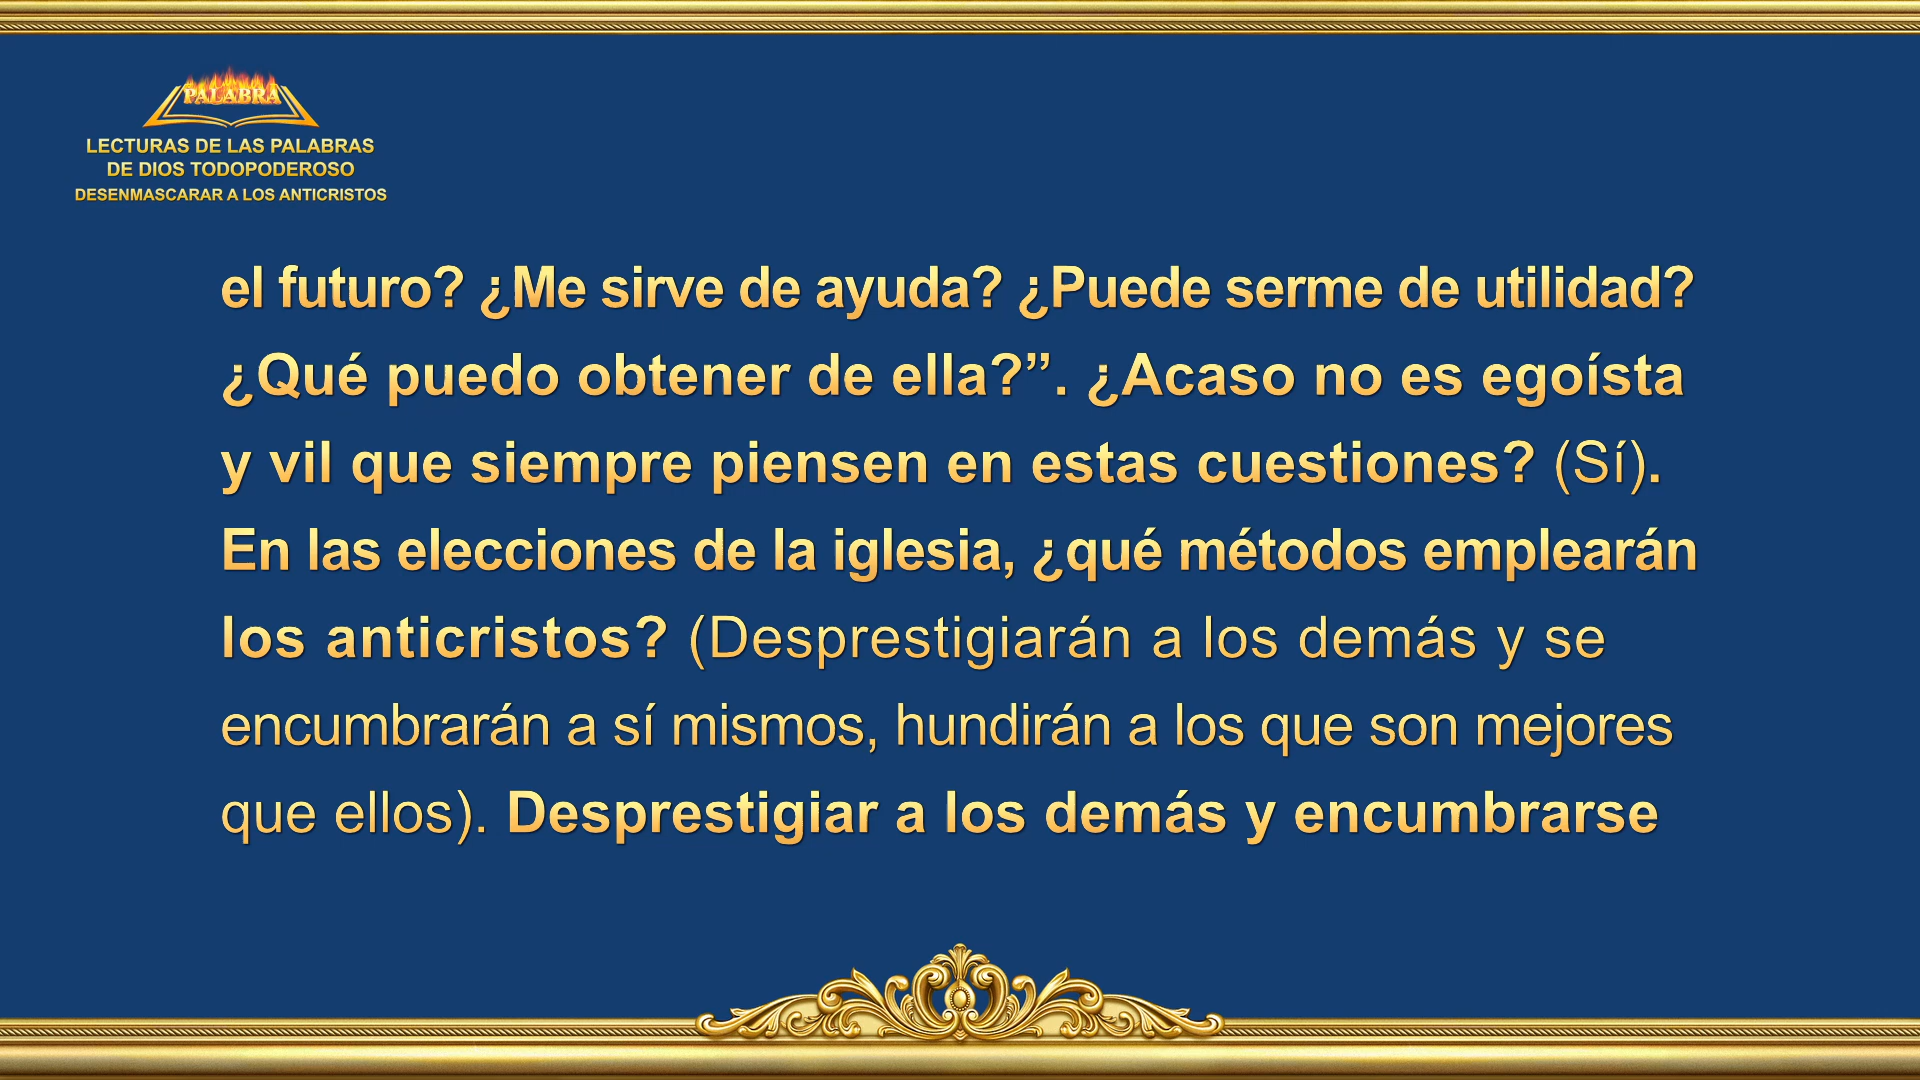 PALABRA
LECTURAS DE LAS PALABRAS
DE DIOS TODOPODEROSO
DESENMASCARAR A LOS ANTICRISTOS
el futuro? ¿Me sirve de ayuda? ¿Puede serme de utilidad?
¿Qué puedo obtener de ella?”. ¿Acaso no es egoísta
y vil que siempre piensen en estas cuestiones? (Sí).
En las elecciones de la iglesia, ¿qué métodos emplearán
los anticristos? (Desprestigiarán a los demás y se
encumbrarán a sí mismos, hundirán a los que son mejores
que ellos). Desprestigiar a los demás y encumbrarse